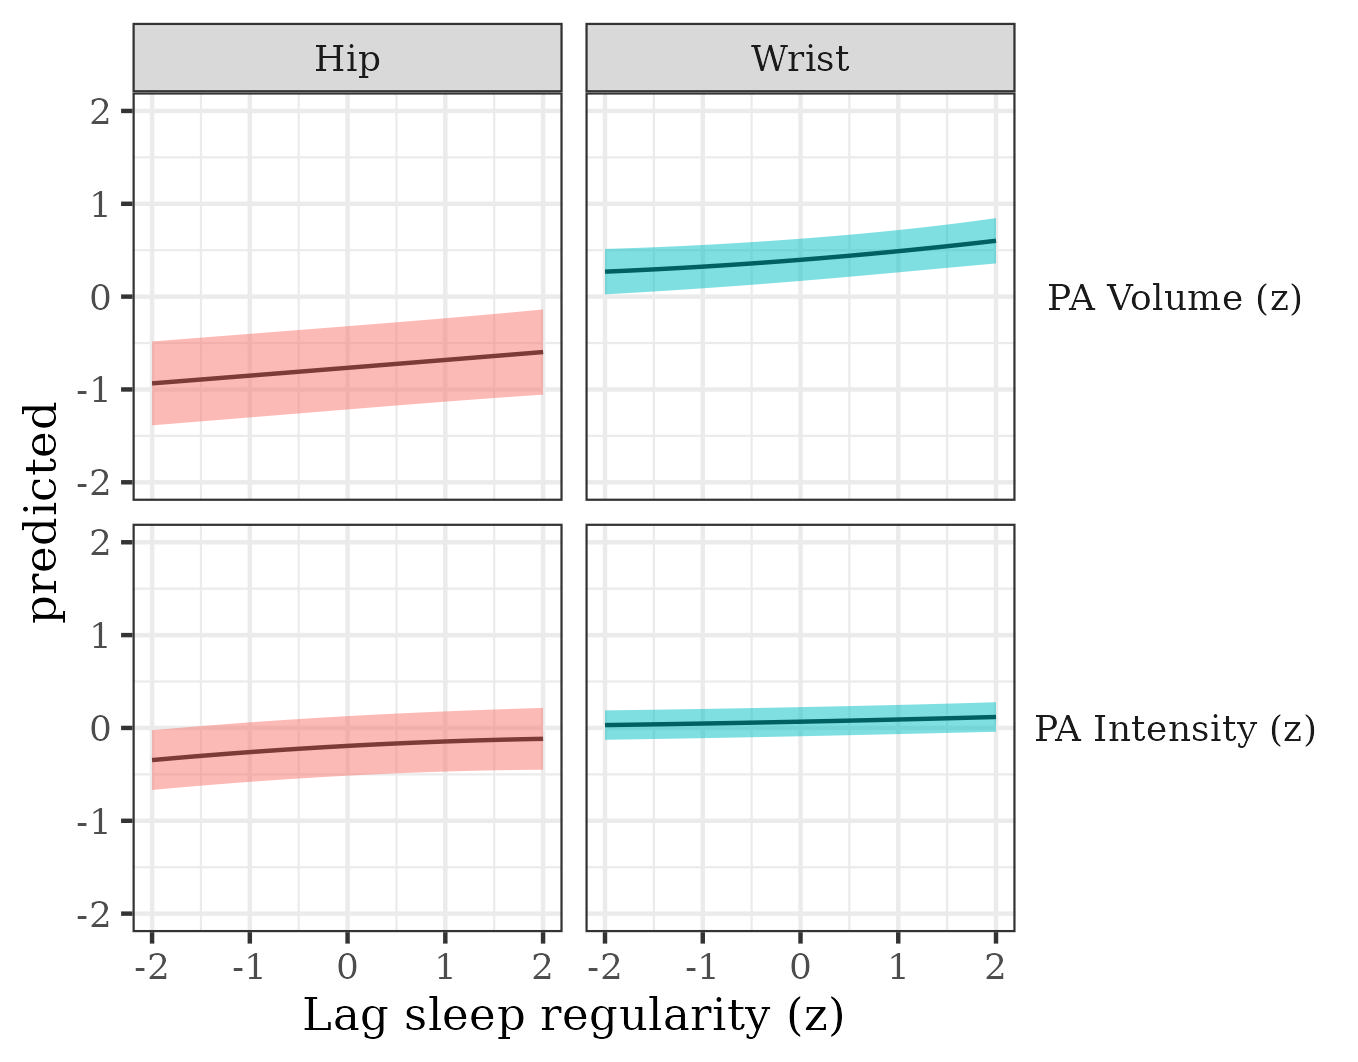 Hip Wrist
2
1
0
-1
-2
PA Volume (z)
predicted
2
1
0
-1
-2
PA Intensity (z)
-2 -1 0 1 2 -2 -1 0 1 2
Lag sleep regularity (z)